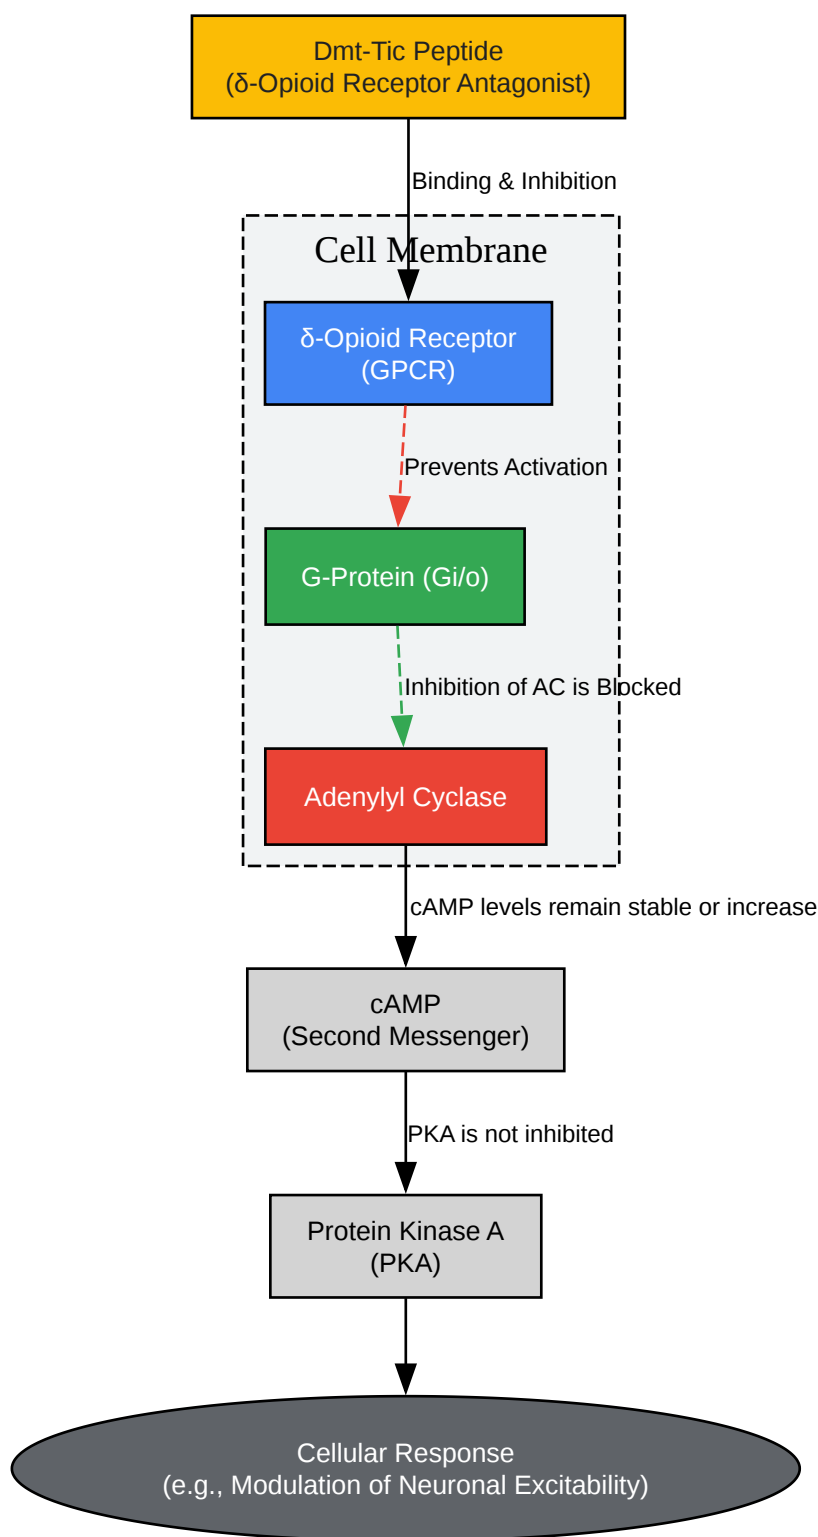 Dmt-Tic Peptide
(δ-Opioid Receptor Antagonist)
Binding & Inhibition
Cell Membrane
δ-Opioid Receptor
(GPCR)
Prevents Activation
G-Protein (Gi/o)
Inhibition of AC is Blocked
Adenylyl Cyclase
cAMP levels remain stable or increase
cAMP
(Second Messenger)
PKA is not inhibited
Protein Kinase A
(PKA)
Cellular Response
(e.g., Modulation of Neuronal Excitability)